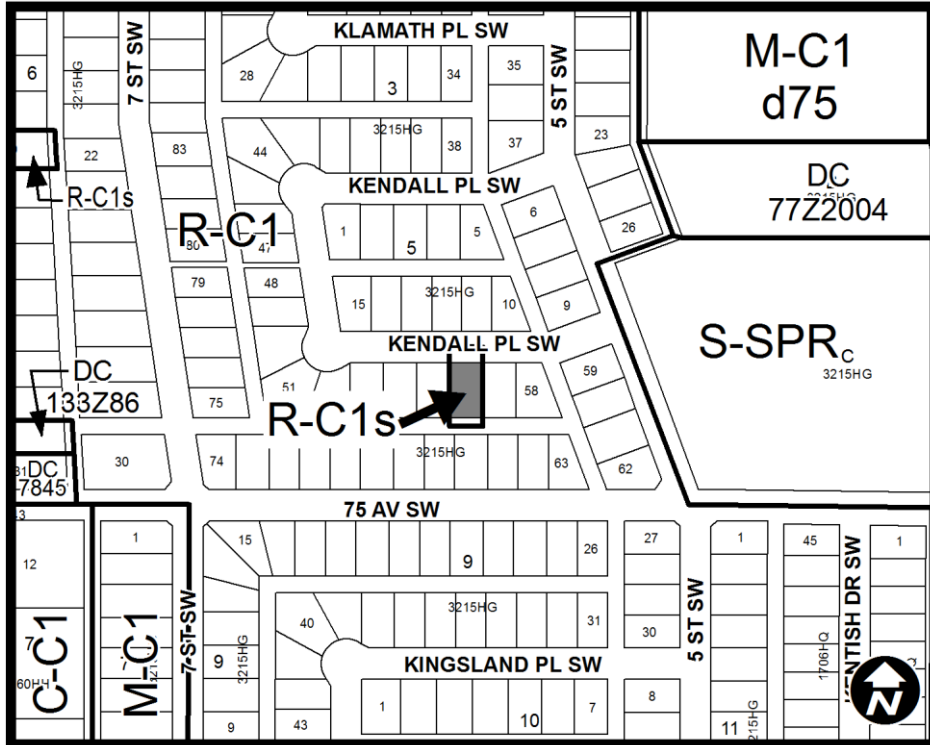 KLAMATH PL SW
7 ST SW
5 ST SW
M-C1
d75
6
3215HG
28
3
34
35
3215HG
37
23
22
83
44
38
R-C1s
KENDALL PL SW
DC
77Z2004
R-C1
80
47
1
5
5
6
26
79
48
15
3215HG
10
9
KENDALL PL SW
S-SPRc
3215HG
DC
133Z86
51
75
R-C1s
58
59
30
74
3215HG
63
62
DC
7845
75 AV SW
12
1
15
9
26
27
1
45
1
C-C1
M-C1
7 ST SW
9
3215HG
40
3215HG
31
30
5 ST SW
1706HQ
KENTISH DR SW
KINGSLAND PL SW
9
43
1
10
7
8
11
N